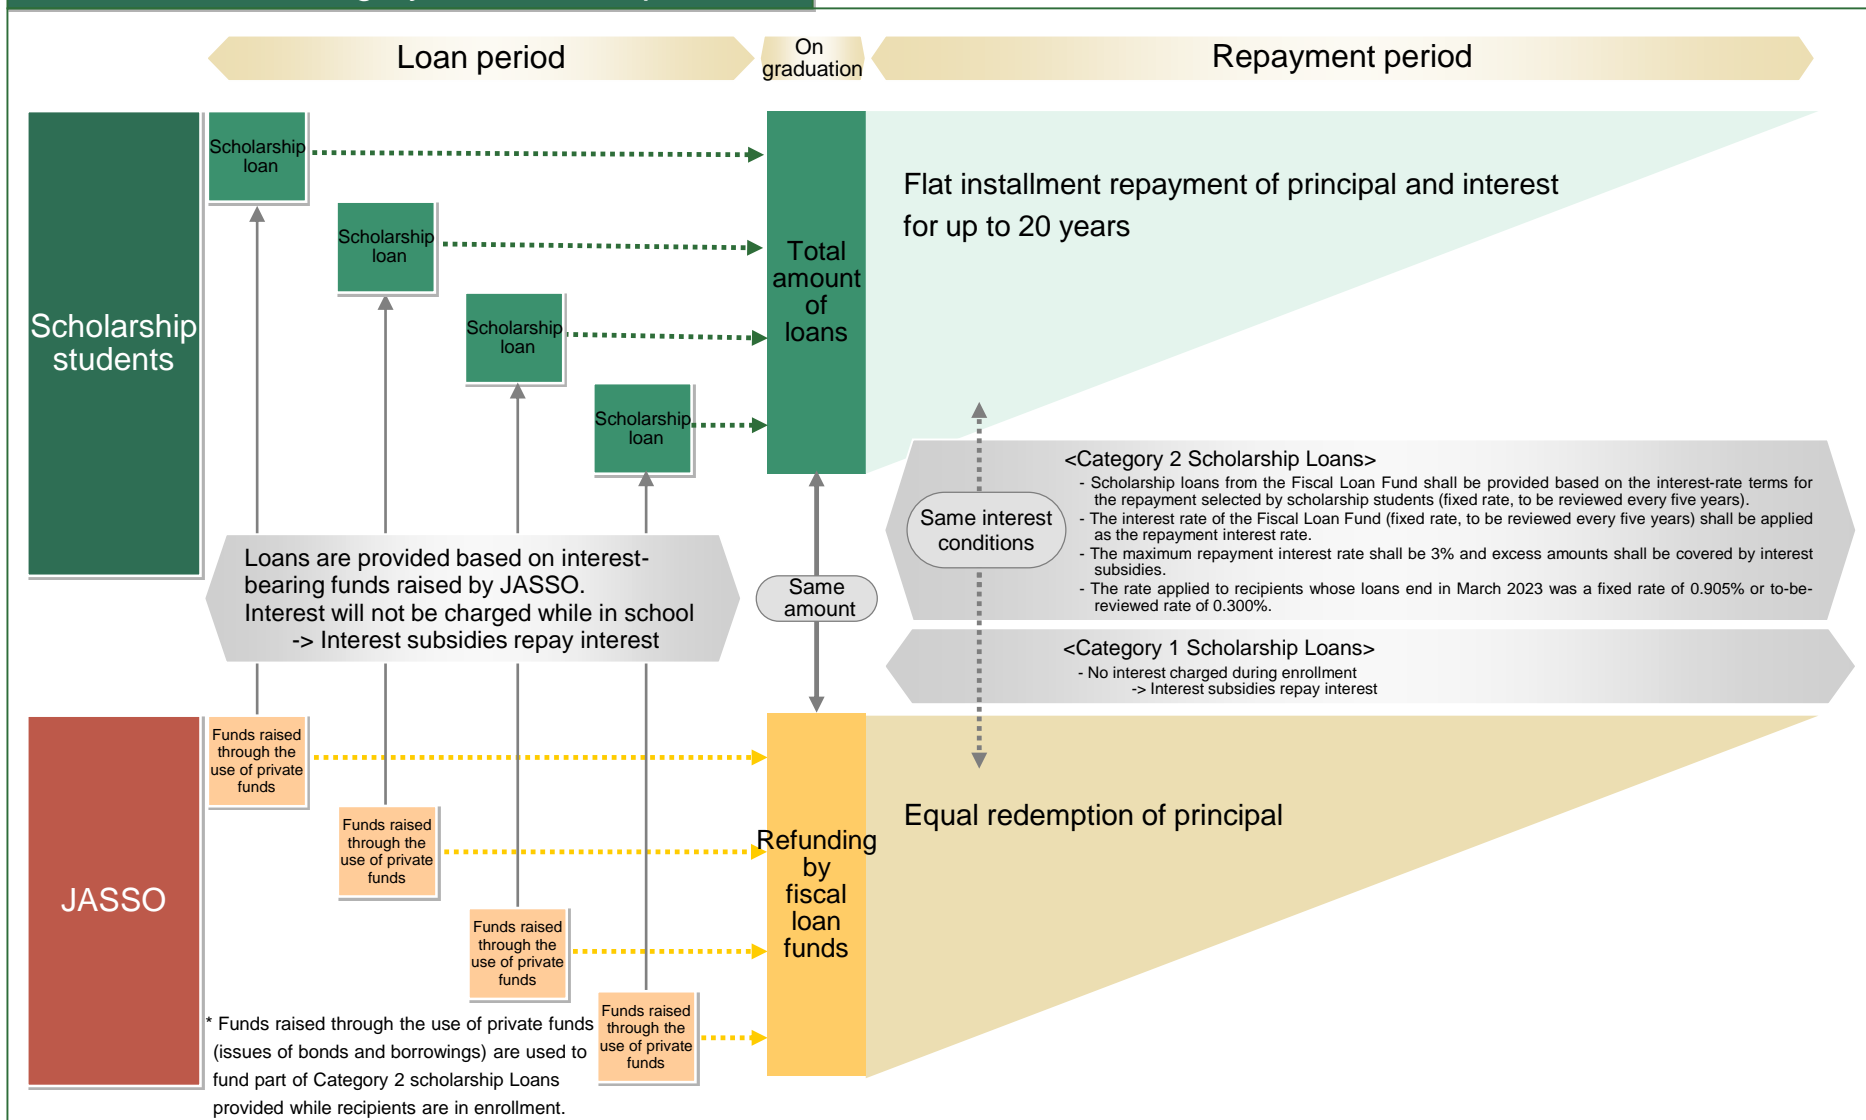 Loan period
On
graduation
Repayment period
Scholarship
students
Scholarship
loan
Scholarship
loan
Scholarship
loan
Scholarship
loan
Total
amount
of
loans
Flat installment repayment of principal and interest
for up to 20 years
Loans are provided based on interest-
bearing funds raised by JASSO.
Interest will not be charged while in school
-> Interest subsidies repay interest
Same
amount
Same interest
conditions
<Category 2 Scholarship Loans>
- Scholarship loans from the Fiscal Loan Fund shall be provided based on the interest-rate terms for
the repayment selected by scholarship students (fixed rate, to be reviewed every five years).
- The interest rate of the Fiscal Loan Fund (fixed rate, to be reviewed every five years) shall be applied
as the repayment interest rate.
- The maximum repayment interest rate shall be 3% and excess amounts shall be covered by interest
subsidies.
- The rate applied to recipients whose loans end in March 2023 was a fixed rate of 0.905% or to-be-
reviewed rate of 0.300%.
<Category 1 Scholarship Loans>
- No interest charged during enrollment
-> Interest subsidies repay interest
JASSO
Funds raised
through the
use of private
funds
Funds raised
through the
use of private
funds
Funds raised
through the
use of private
funds
Funds raised
through the
use of private
funds
Refunding
by
fiscal
loan
funds
Equal redemption of principal
* Funds raised through the use of private funds
(issues of bonds and borrowings) are used to
fund part of Category 2 scholarship Loans
provided while recipients are in enrollment.